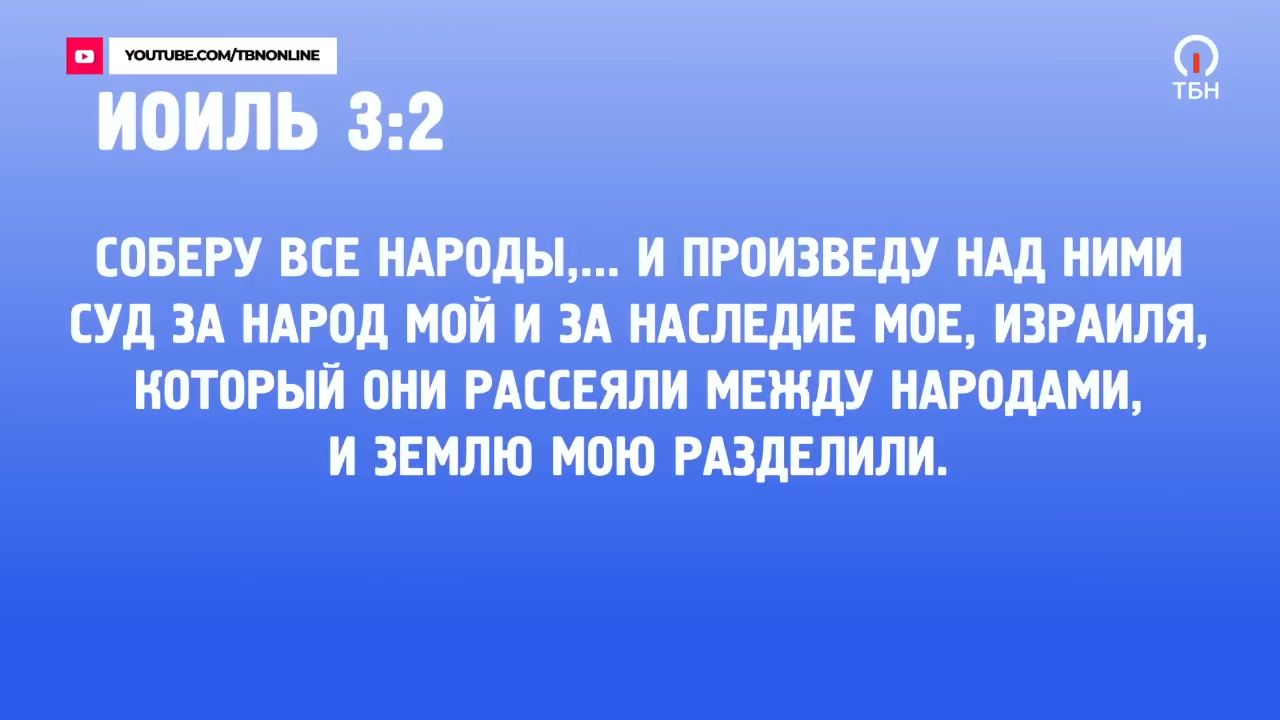 YOUTUBE.COM/TBNONLINE
ТБН
ИОИЛЬ 3:2
СОБЕРУ ВСЕ НАРОДЫ,... И ПРОИЗВЕДУ НАД НИМИ
СУД ЗА НАРОД МОЙ И ЗА НАСЛЕДИЕ МОЕ, ИЗРАИЛЯ,
КОТОРЫЙ ОНИ РАССЕЯЛИ МЕЖДУ НАРОДАМИ,
И ЗЕМЛЮ МОЮ РАЗДЕЛИЛИ.